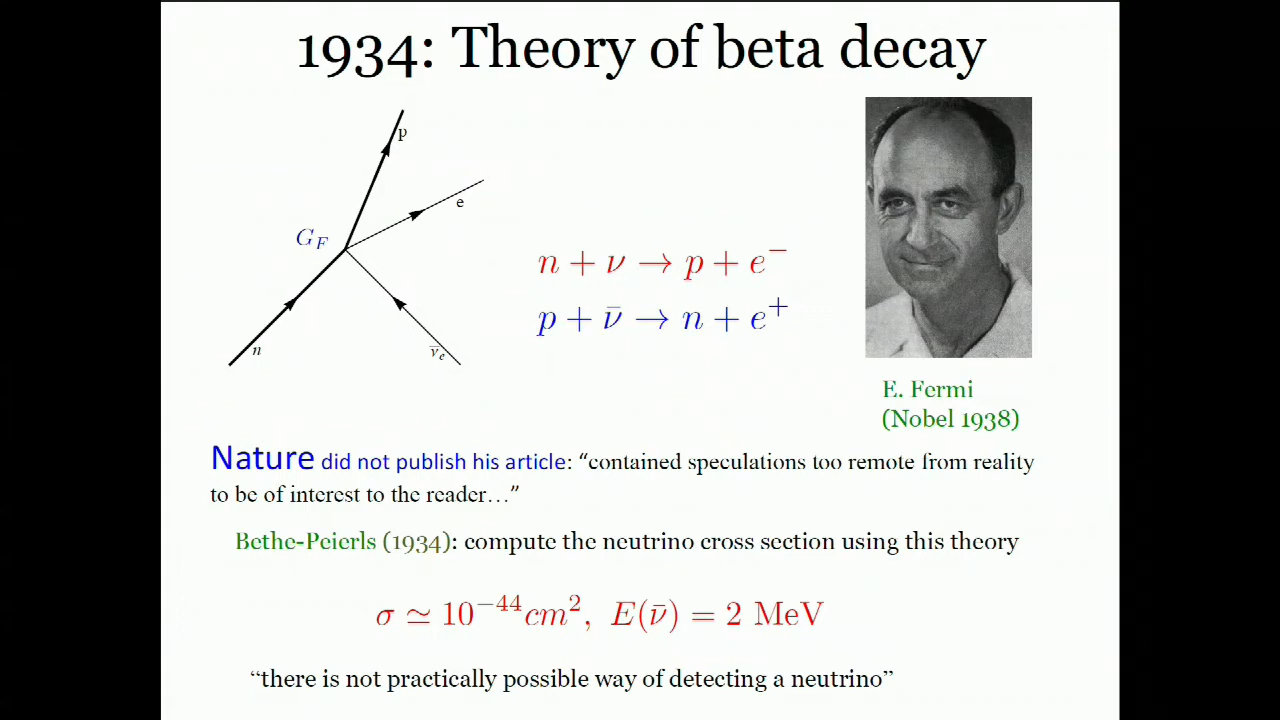 1934: Theory of beta decay
p
e
G_F
n
ν̄_e
n + ν → p + e⁻
p + ν̄ → n + e⁺
E. Fermi
(Nobel 1938)
Nature did not publish his article: “contained speculations too remote from reality
to be of interest to the reader…”
Bethe-Peierls (1934): compute the neutrino cross section using this theory
σ ≃ 10⁻⁴⁴cm², E(ν̄) = 2 MeV
“there is not practically possible way of detecting a neutrino”